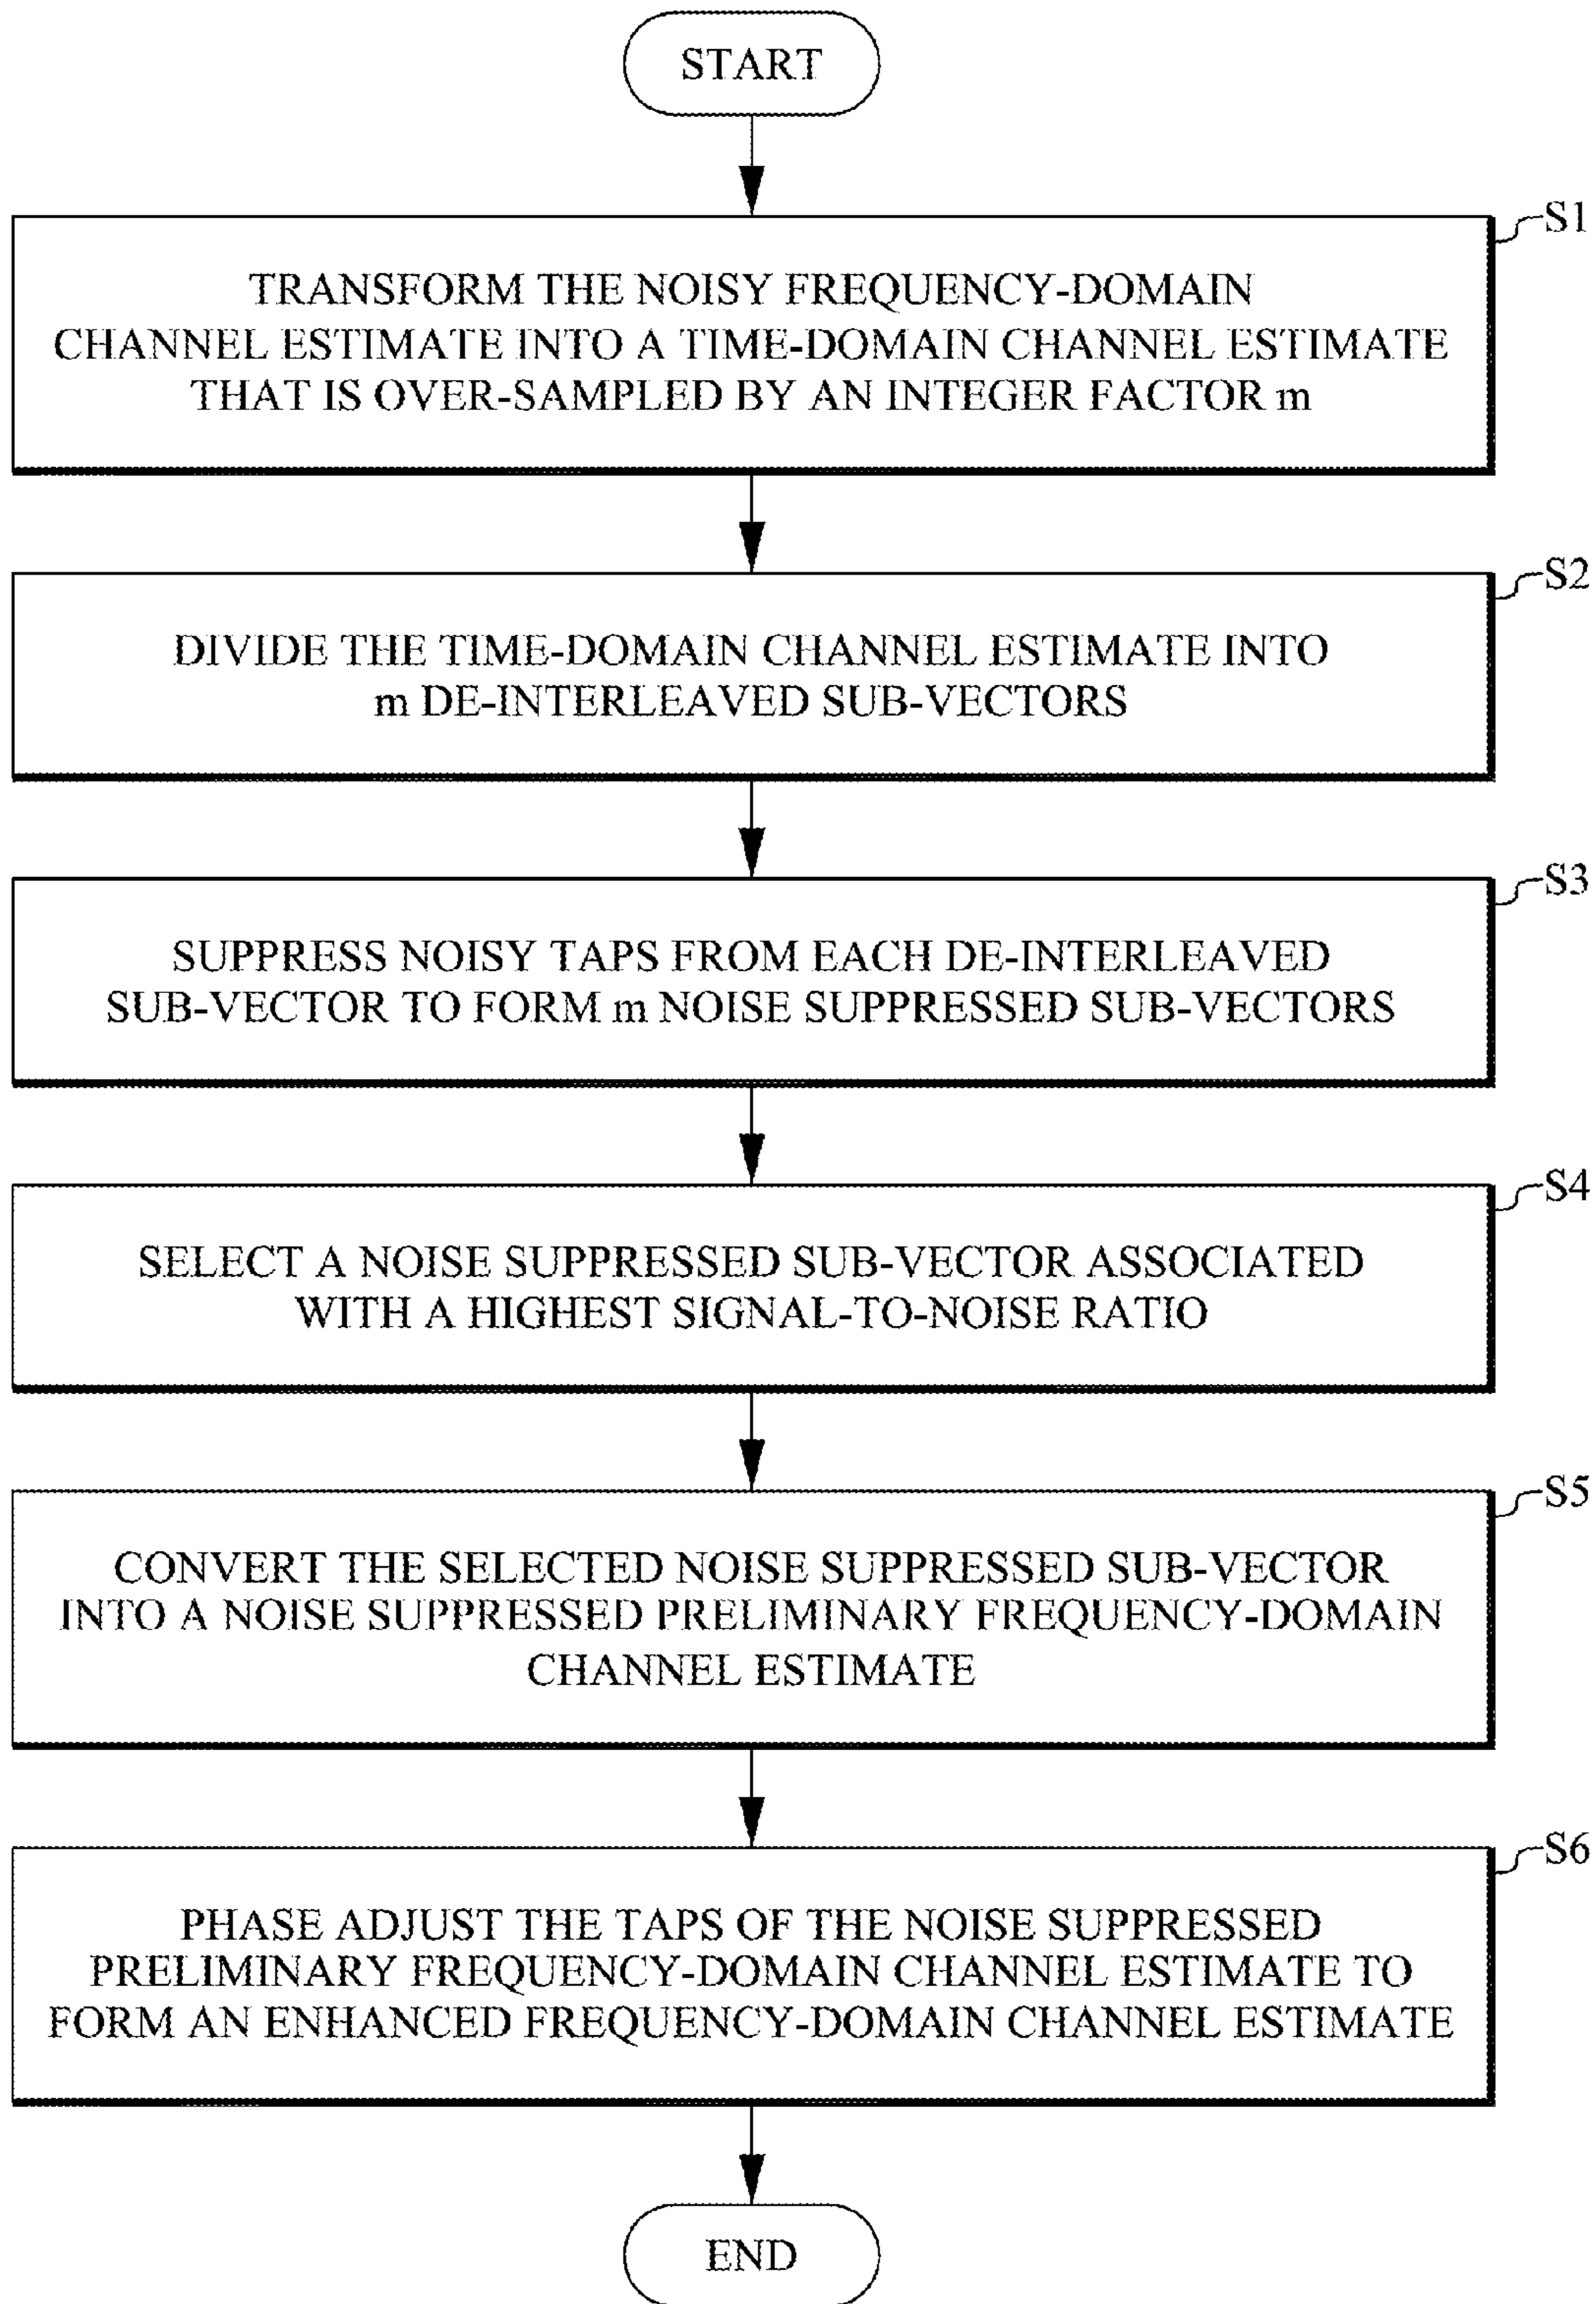 START
S1
TRANSFORM THE NOISY FREQUENCY-DOMAIN
CHANNEL ESTIMATE INTO A TIME-DOMAIN CHANNEL ESTIMATE
THAT IS OVER-SAMPLED BY AN INTEGER FACTOR m
S2
DIVIDE THE TIME-DOMAIN CHANNEL ESTIMATE INTO
m DE-INTERLEAVED SUB-VECTORS
S3
SUPPRESS NOISY TAPS FROM EACH DE-INTERLEAVED
SUB-VECTOR TO FORM m NOISE SUPPRESSED SUB-VECTORS
S4
SELECT A NOISE SUPPRESSED SUB-VECTOR ASSOCIATED
WITH A HIGHEST SIGNAL-TO-NOISE RATIO
S5
CONVERT THE SELECTED NOISE SUPPRESSED SUB-VECTOR
INTO A NOISE SUPPRESSED PRELIMINARY FREQUENCY-DOMAIN
CHANNEL ESTIMATE
S6
PHASE ADJUST THE TAPS OF THE NOISE SUPPRESSED
PRELIMINARY FREQUENCY-DOMAIN CHANNEL ESTIMATE TO
FORM AN ENHANCED FREQUENCY-DOMAIN CHANNEL ESTIMATE
END